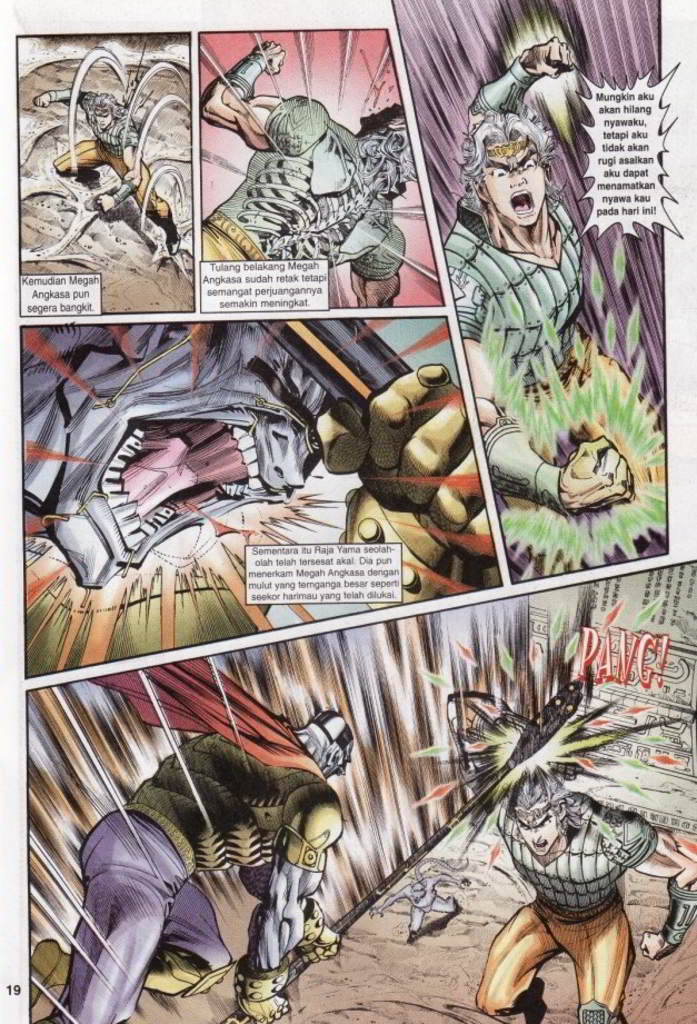 Kemudian Megah
Angkasa pun
segera bangkit.
Tulang belakang Megah
Angkasa sudah retak tetapi
semangat perjuangannya
semakin meningkat.
Mungkin aku
akan hilang
nyawaku,
tetapi aku
tidak akan
rugi asalkan
aku dapat
menamatkan
nyawa kau
pada hari ini!
Sementara itu Raja Yama seolah-
olah telah tersesat akal. Dia pun
menerkam Megah Angkasa dengan
mulut yang ternganga besar seperti
seekor harimau yang telah dilukai.
PANG!
19